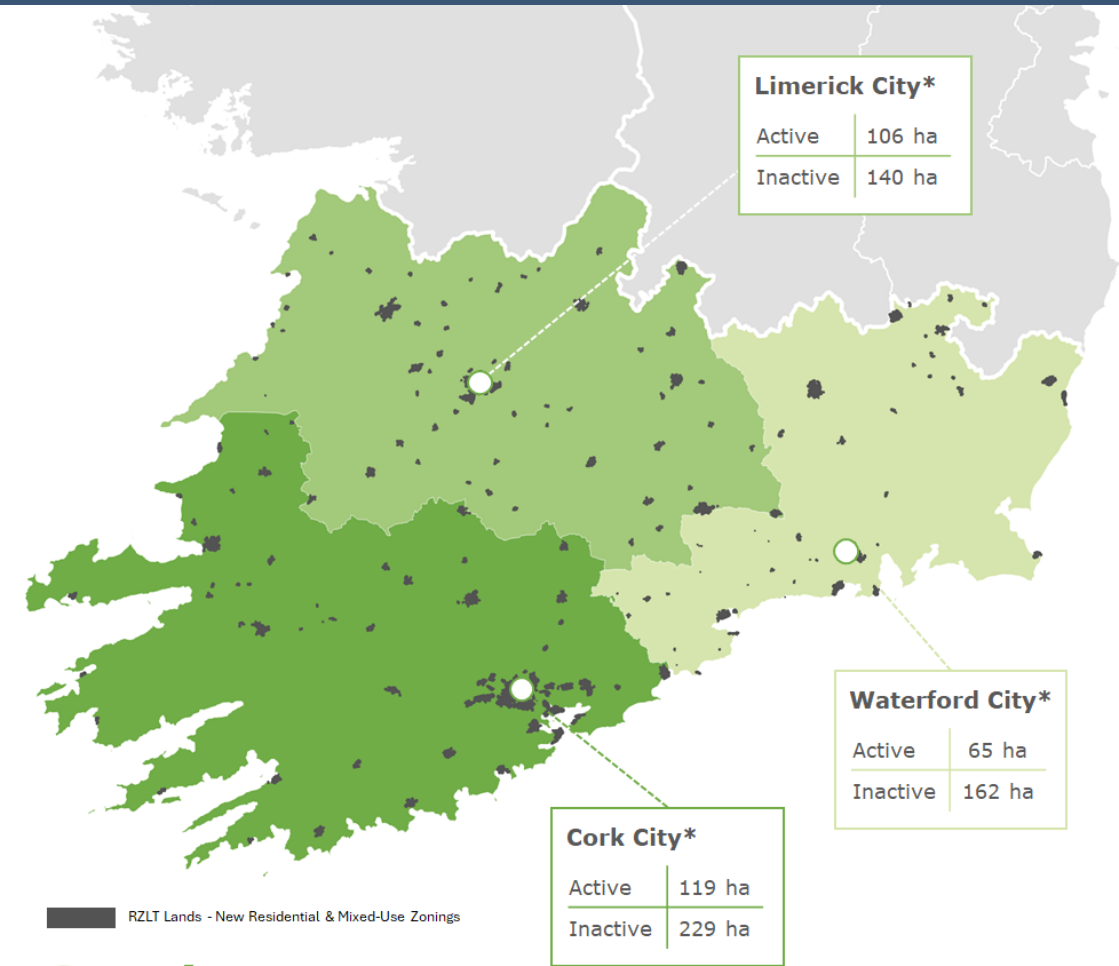 Limerick City*
Active 106 ha
Inactive 140 ha
Waterford City*
Active 65 ha
Inactive 162 ha
Cork City*
Active 119 ha
Inactive 229 ha
RZLT Lands - New Residential & Mixed-Use Zonings